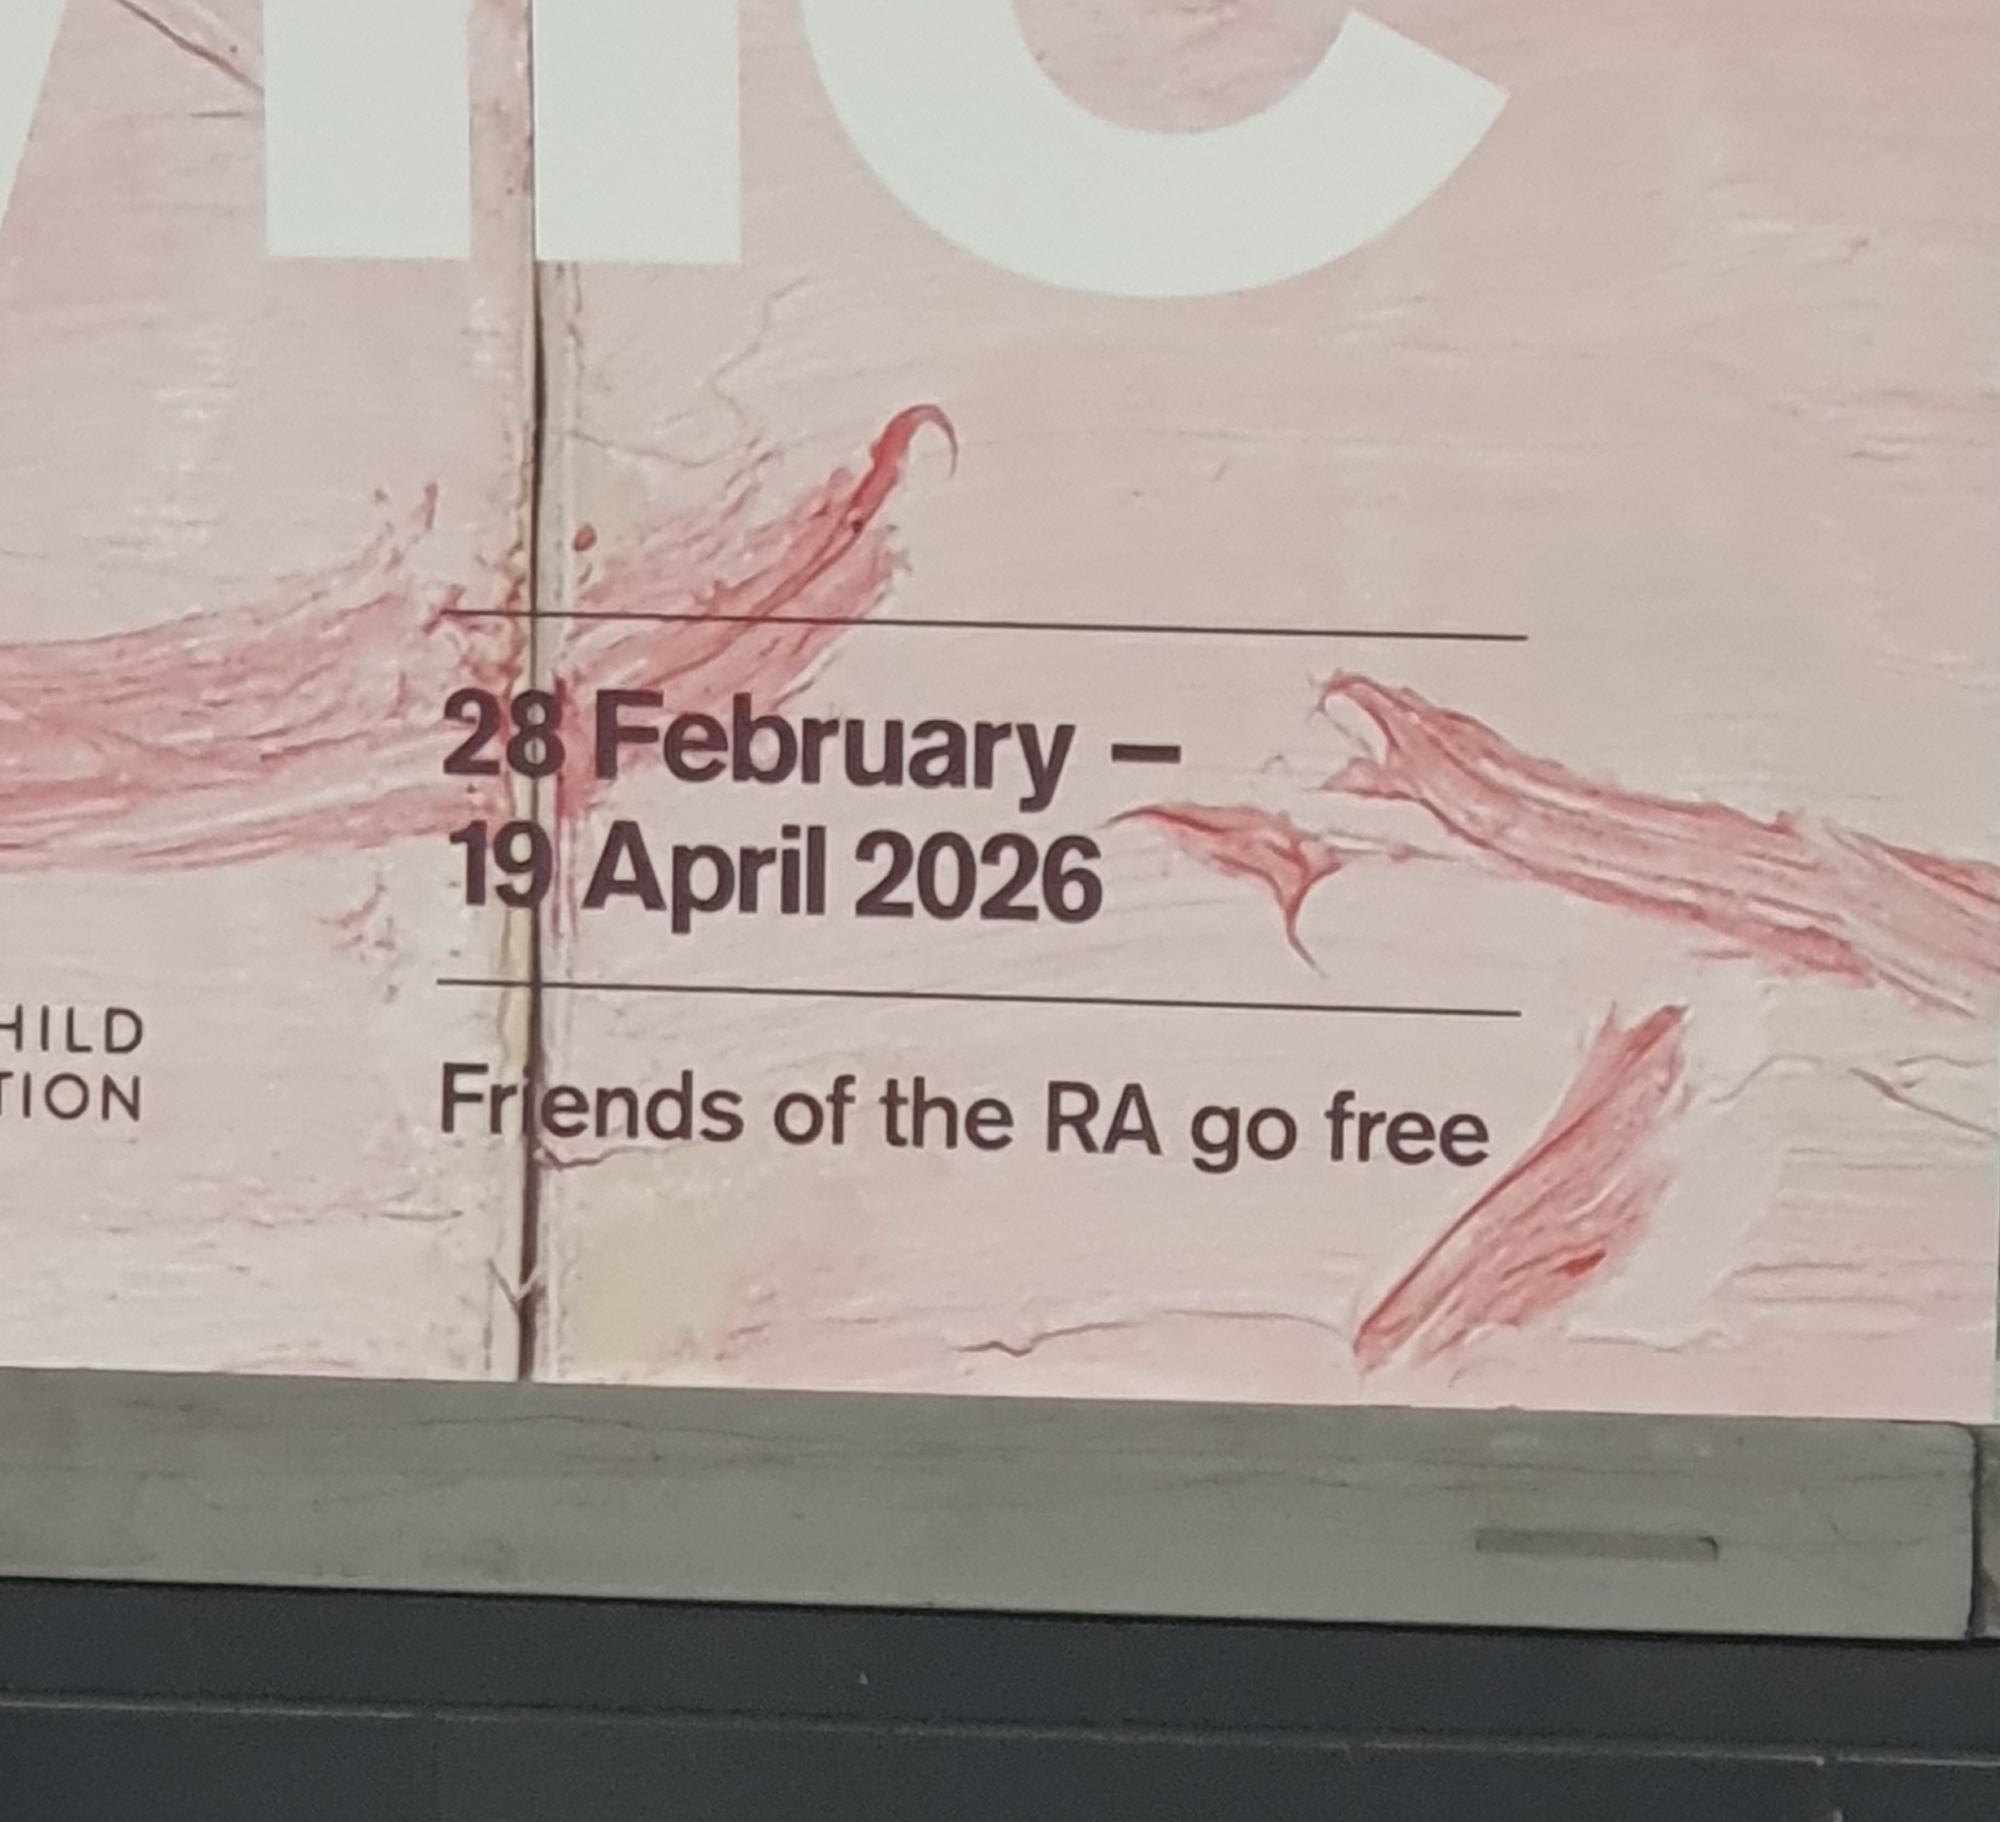 28 February –
19 April 2026
HILD
TION
Friends of the RA go free